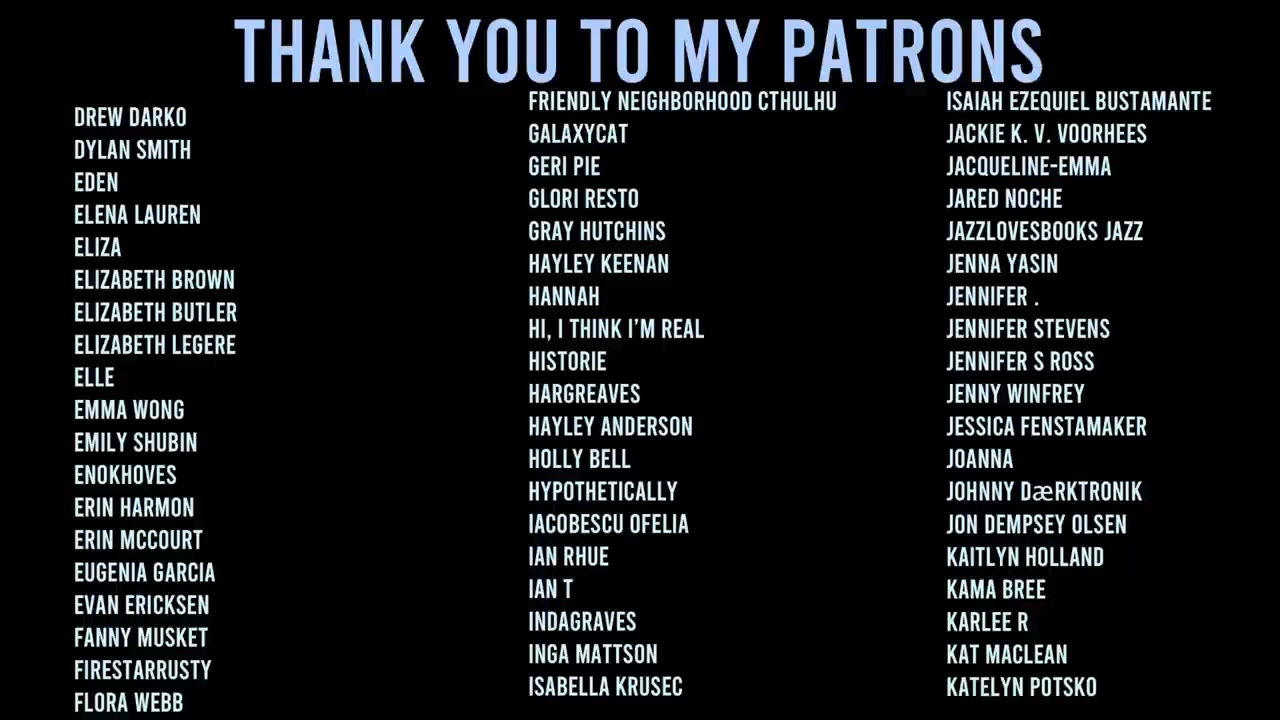 THANK YOU TO MY PATRONS
DREW DARKO
DYLAN SMITH
EDEN
ELENA LAUREN
ELIZA
ELIZABETH BROWN
ELIZABETH BUTLER
ELIZABETH LEGERE
ELLE
EMMA WONG
EMILY SHUBIN
ENOKHOVES
ERIN HARMON
ERIN MCCOURT
EUGENIA GARCIA
EVAN ERICKSEN
FANNY MUSKET
FIRESTARRUSTY
FLORA WEBB
FRIENDLY NEIGHBORHOOD CTHULHU
GALAXYCAT
GERI PIE
GLORI RESTO
GRAY HUTCHINS
HAYLEY KEENAN
HANNAH
HI, I THINK I'M REAL
HISTORIE
HARGREAVES
HAYLEY ANDERSON
HOLLY BELL
HYPOTHETICALLY
IACOBESCU OFELIA
IAN RHUE
IAN T
INDAGRAVES
INGA MATTSON
ISABELLA KRUSEC
ISAIAH EZEQUIEL BUSTAMANTE
JACKIE K. V. VOORHEES
JACQUELINE-EMMA
JARED NOCHE
JAZZLOVESBOOKS JAZZ
JENNA YASIN
JENNIFER .
JENNIFER STEVENS
JENNIFER S ROSS
JENNY WINFREY
JESSICA FENSTAMAKER
JOANNA
JOHNNY DæRKTRONIK
JON DEMPSEY OLSEN
KAITLYN HOLLAND
KAMA BREE
KARLEE R
KAT MACLEAN
KATELYN POTSKO